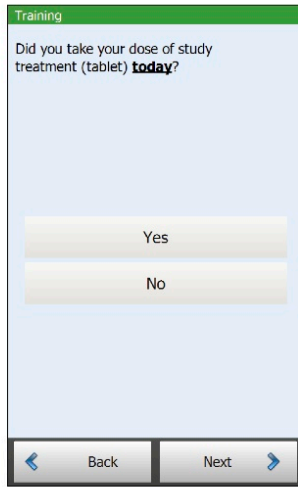 Training
Did you take your dose of study
treatment (tablet) today?
Yes
No
Back
Next